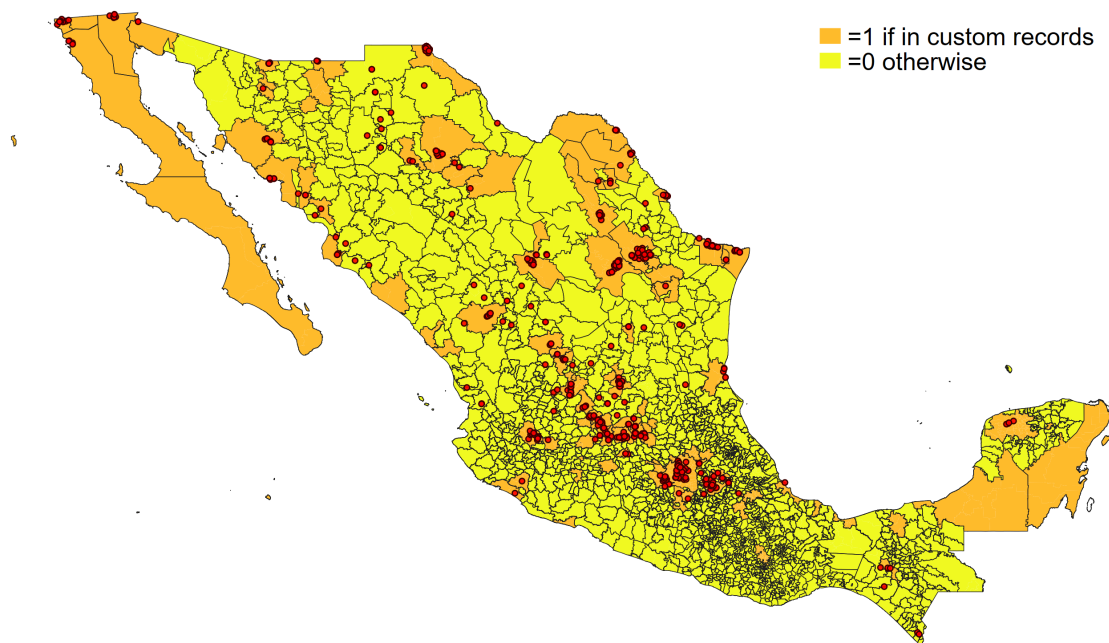 =1 if in custom records
=0 otherwise